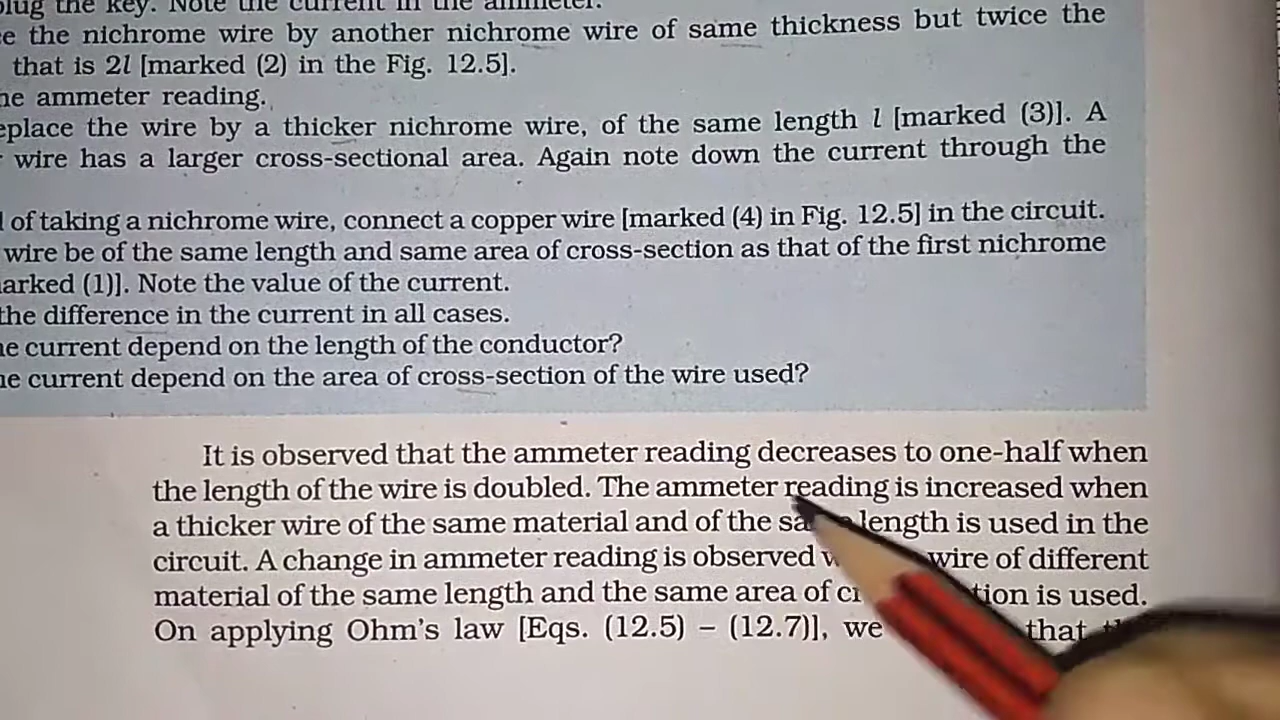 plug the key. Note the current in the ammeter.
the nichrome wire by another nichrome wire of same thickness but twice the
that is 2l [marked (2) in the Fig. 12.5].
ammeter reading.
eplace the wire by a thicker nichrome wire, of the same length l [marked (3)]. A
wire has a larger cross-sectional area. Again note down the current through the
of taking a nichrome wire, connect a copper wire [marked (4) in Fig. 12.5] in the circuit.
wire be of the same length and same area of cross-section as that of the first nichrome
arked (1)]. Note the value of the current.
the difference in the current in all cases.
current depend on the length of the conductor?
current depend on the area of cross-section of the wire used?
It is observed that the ammeter reading decreases to one-half when
the length of the wire is doubled. The ammeter reading is increased when
a thicker wire of the same material and of the length is used in the
circuit. A change in ammeter reading is observed wire of different
material of the same length and the same area of is used.
On applying Ohm's law [Eqs. (12.5) – (12.7)], we that